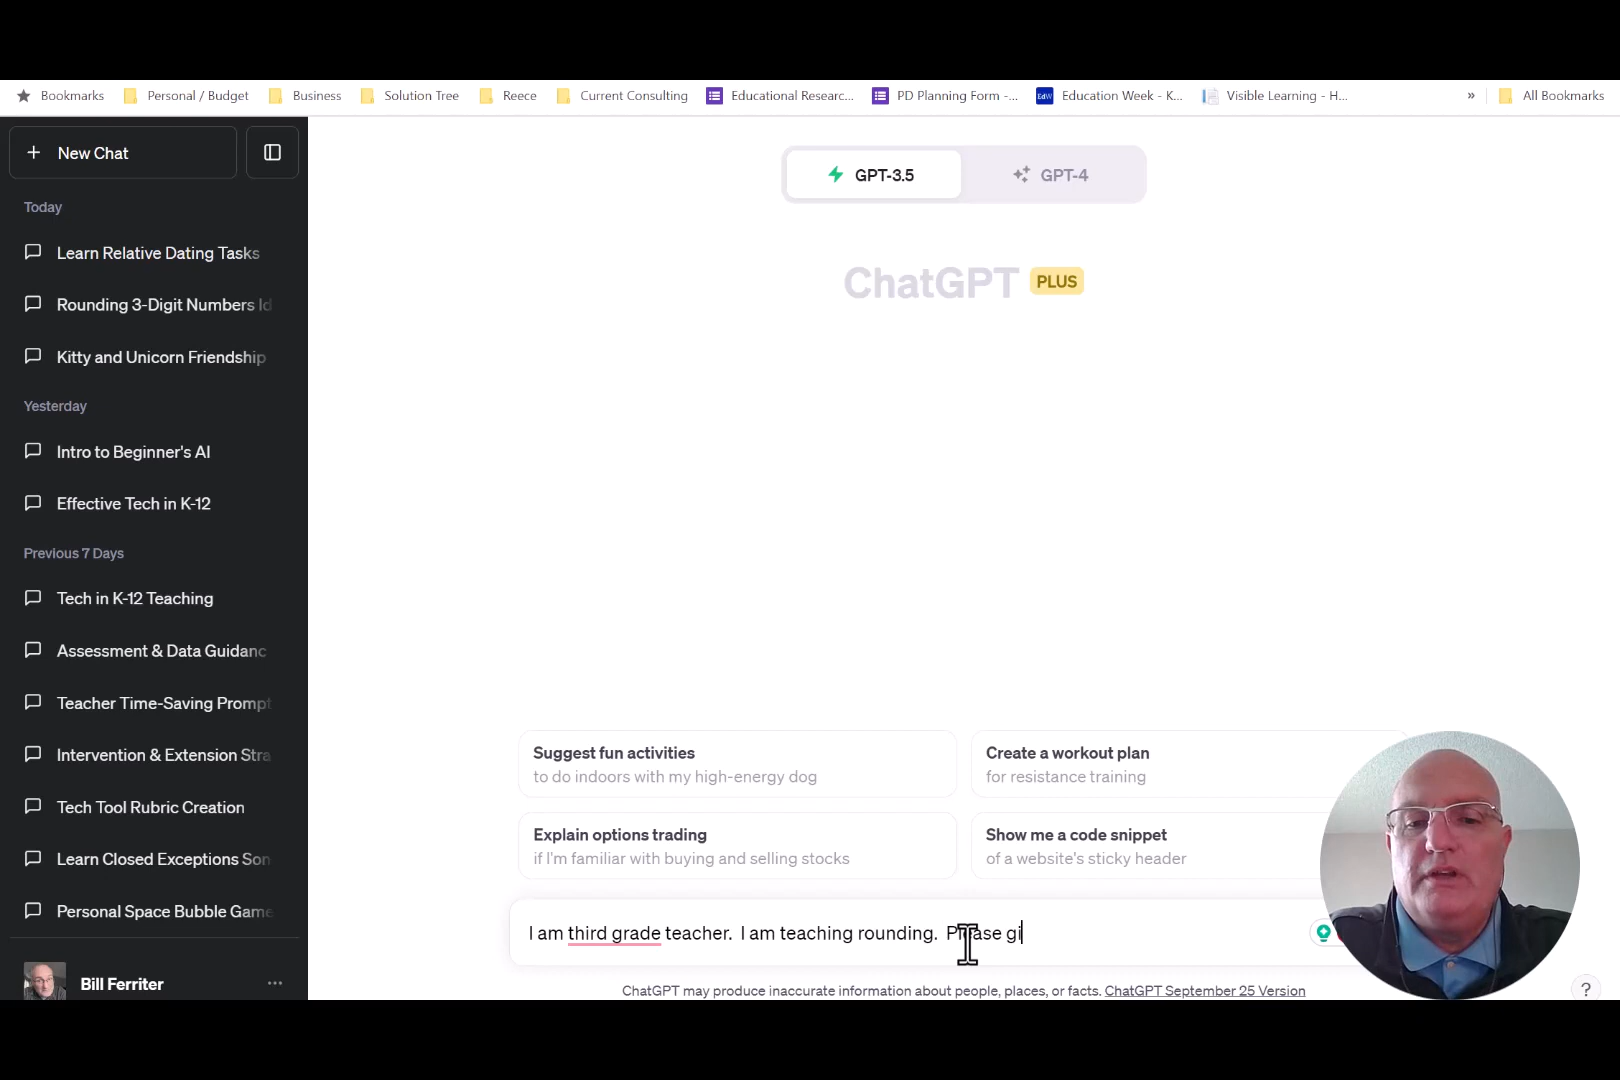 Bookmarks Personal / Budget Business Solution Tree Reece Current Consulting Educational Researc... PD Planning Form -... EdW Education Week - K... Visible Learning - H... » All Bookmarks
+ New Chat
GPT-3.5 GPT-4
Today
Learn Relative Dating Tasks
ChatGPT PLUS
Rounding 3-Digit Numbers Id
Kitty and Unicorn Friendship
Yesterday
Intro to Beginner's AI
Effective Tech in K-12
Previous 7 Days
Tech in K-12 Teaching
Assessment & Data Guidanc
Teacher Time-Saving Prompt
Intervention & Extension Stra
Tech Tool Rubric Creation
Learn Closed Exceptions Son
Personal Space Bubble Game
Bill Ferriter ...
Suggest fun activities
to do indoors with my high-energy dog
Create a workout plan
for resistance training
Explain options trading
if I'm familiar with buying and selling stocks
Show me a code snippet
of a website's sticky header
I am third grade teacher. I am teaching rounding. Please gi
ChatGPT may produce inaccurate information about people, places, or facts. ChatGPT September 25 Version
?